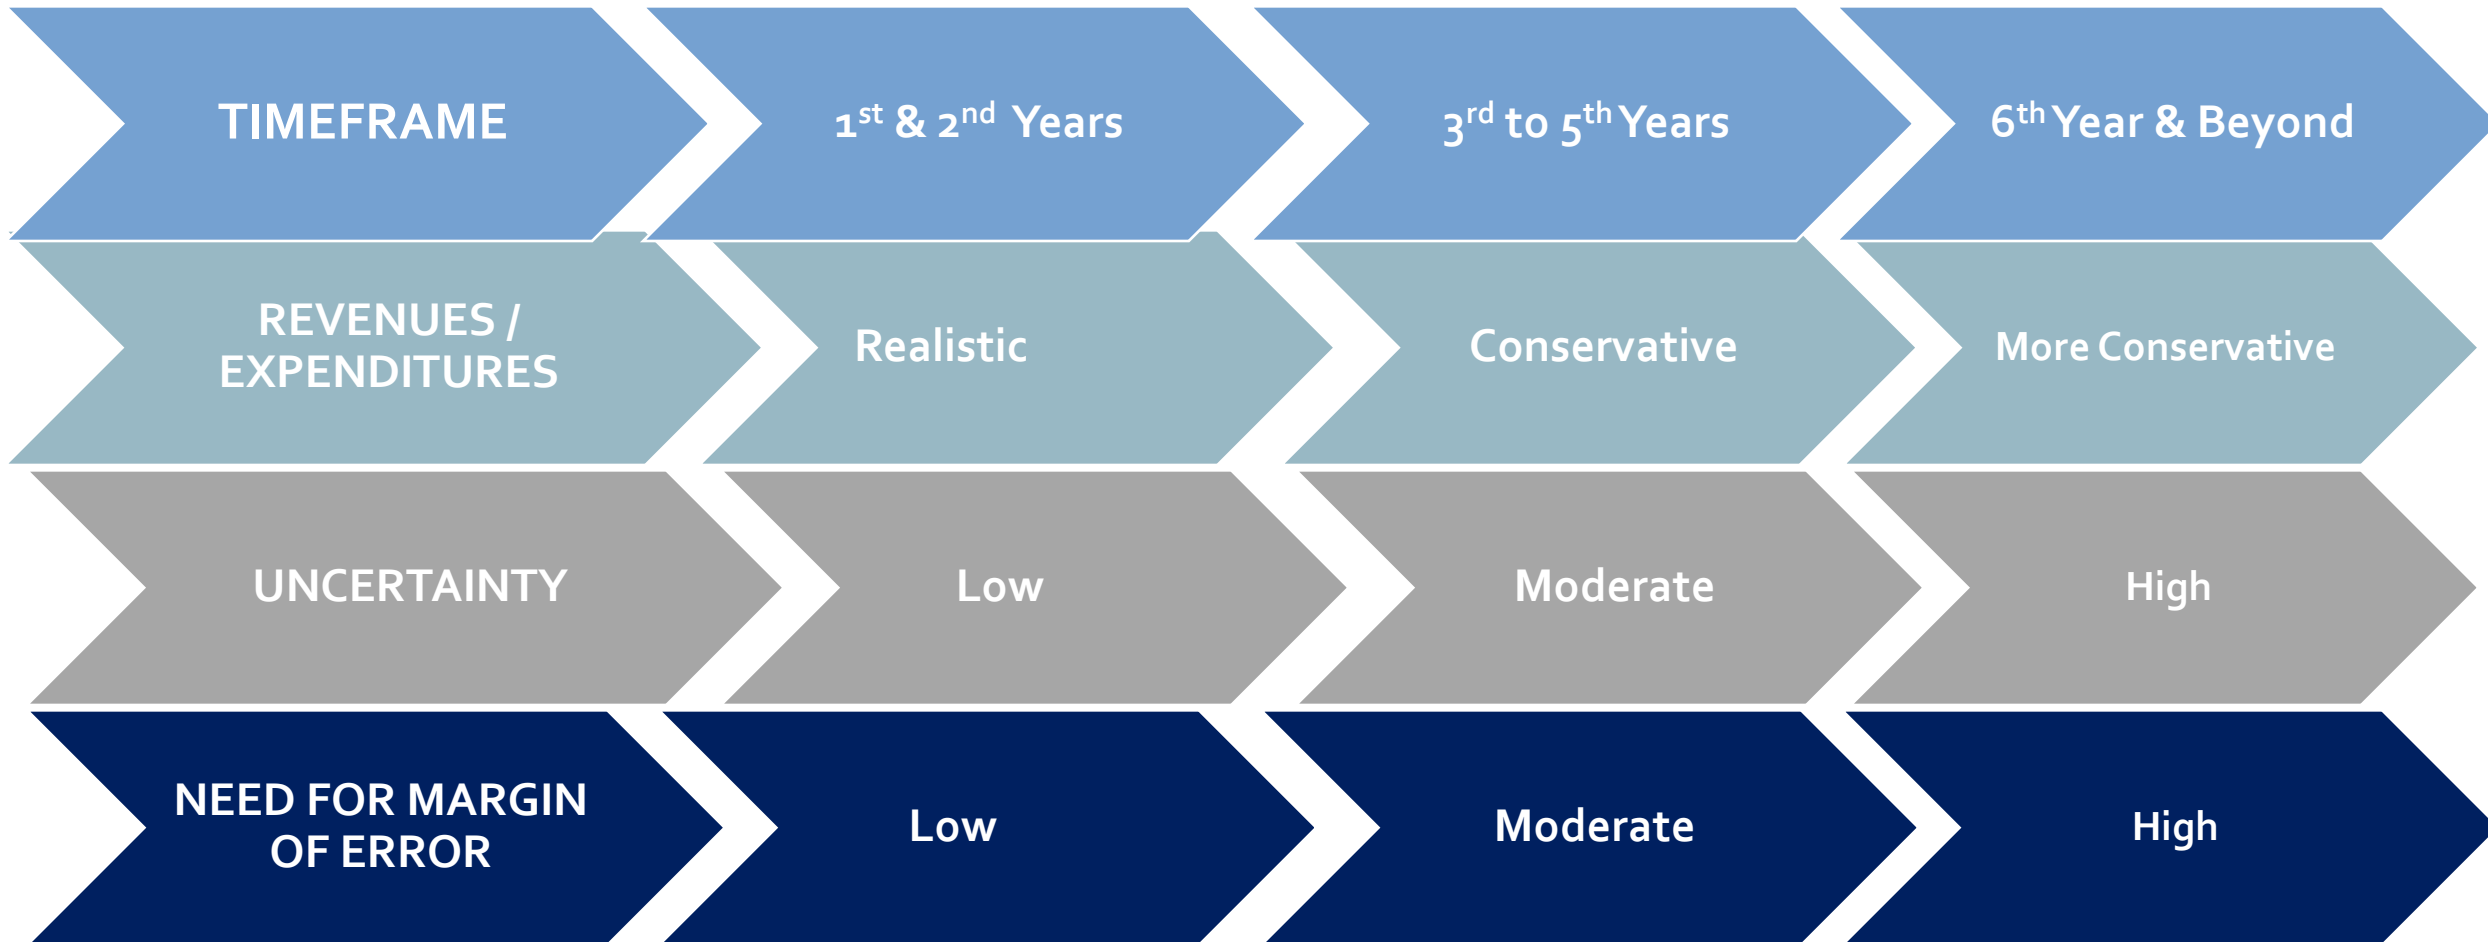 TIMEFRAME
1st & 2nd Years
3rd to 5th Years
6th Year & Beyond
REVENUES /
EXPENDITURES
Realistic
Conservative
More Conservative
UNCERTAINTY
Low
Moderate
High
NEED FOR MARGIN
OF ERROR
Low
Moderate
High